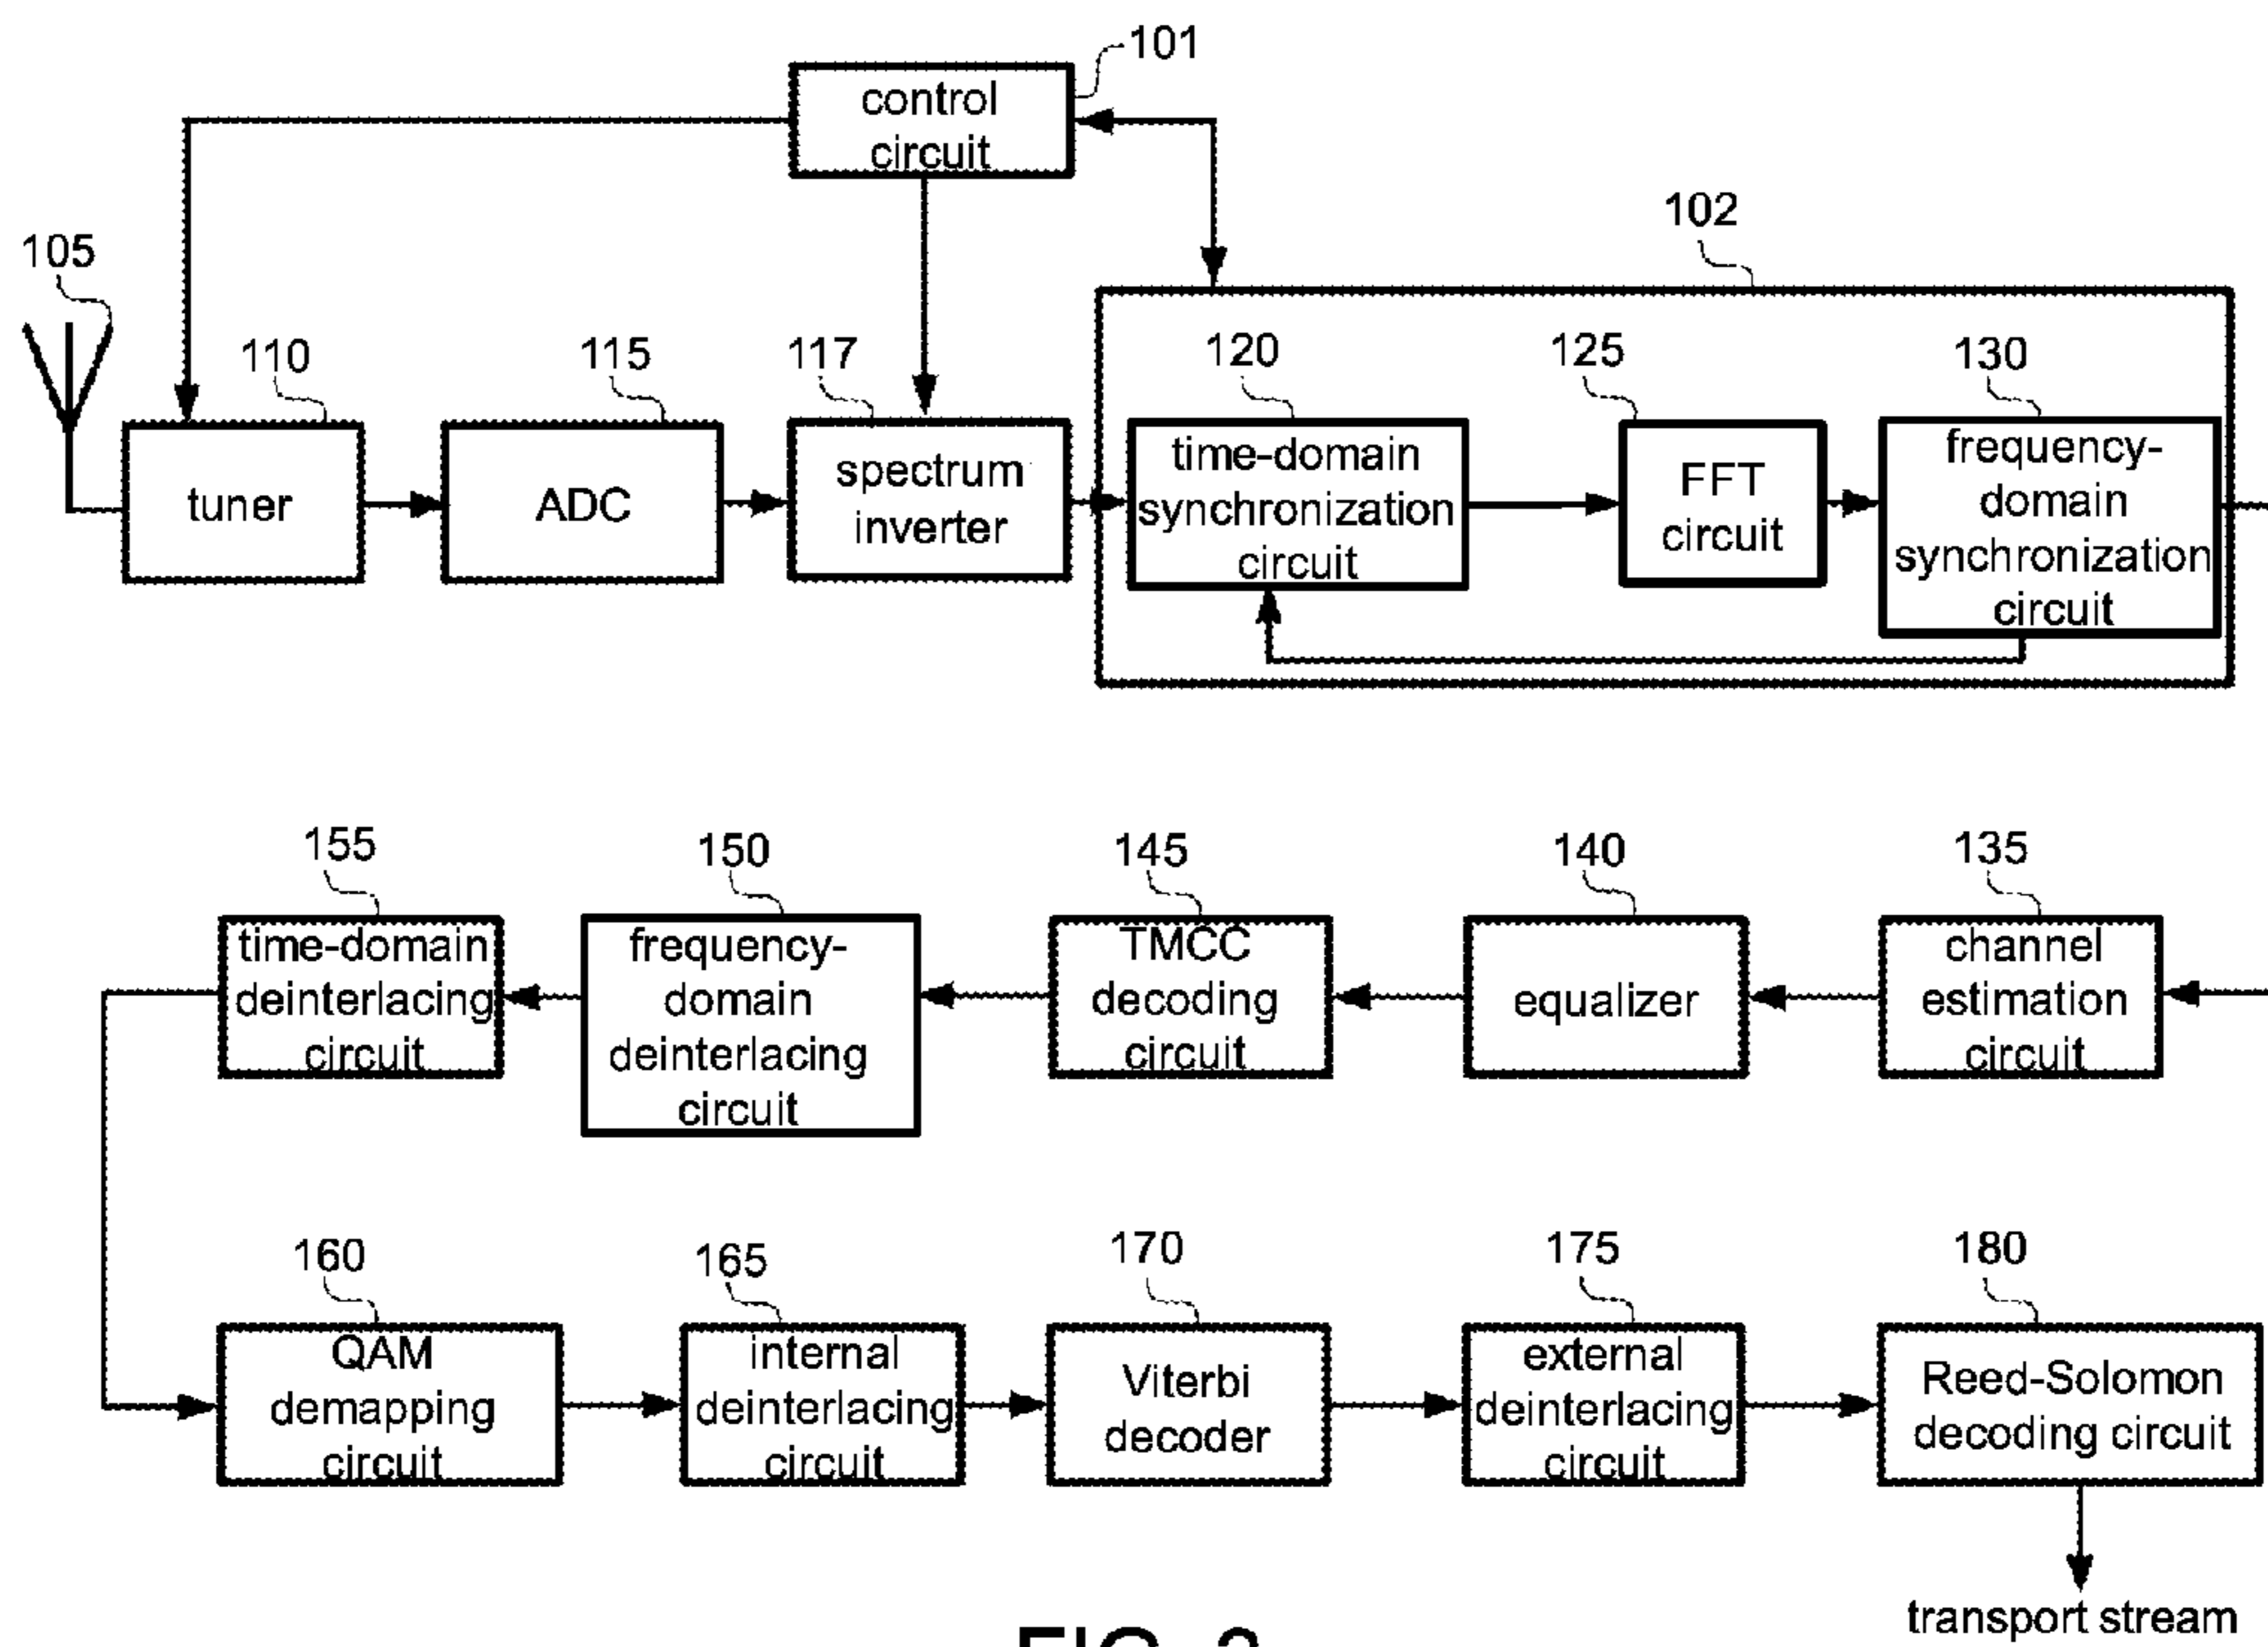 101
control
circuit
102
105
110
115
117
120
125
130
tuner
ADC
spectrum
inverter
time-domain
synchronization
circuit
FFT
circuit
frequency-
domain
synchronization
circuit
155
150
145
140
135
time-domain
deinterlacing
circuit
frequency-
domain
deinterlacing
circuit
TMCC
decoding
circuit
equalizer
channel
estimation
circuit
160
165
170
175
180
QAM
demapping
circuit
internal
deinterlacing
circuit
Viterbi
decoder
external
deinterlacing
circuit
Reed-Solomon
decoding circuit
transport stream